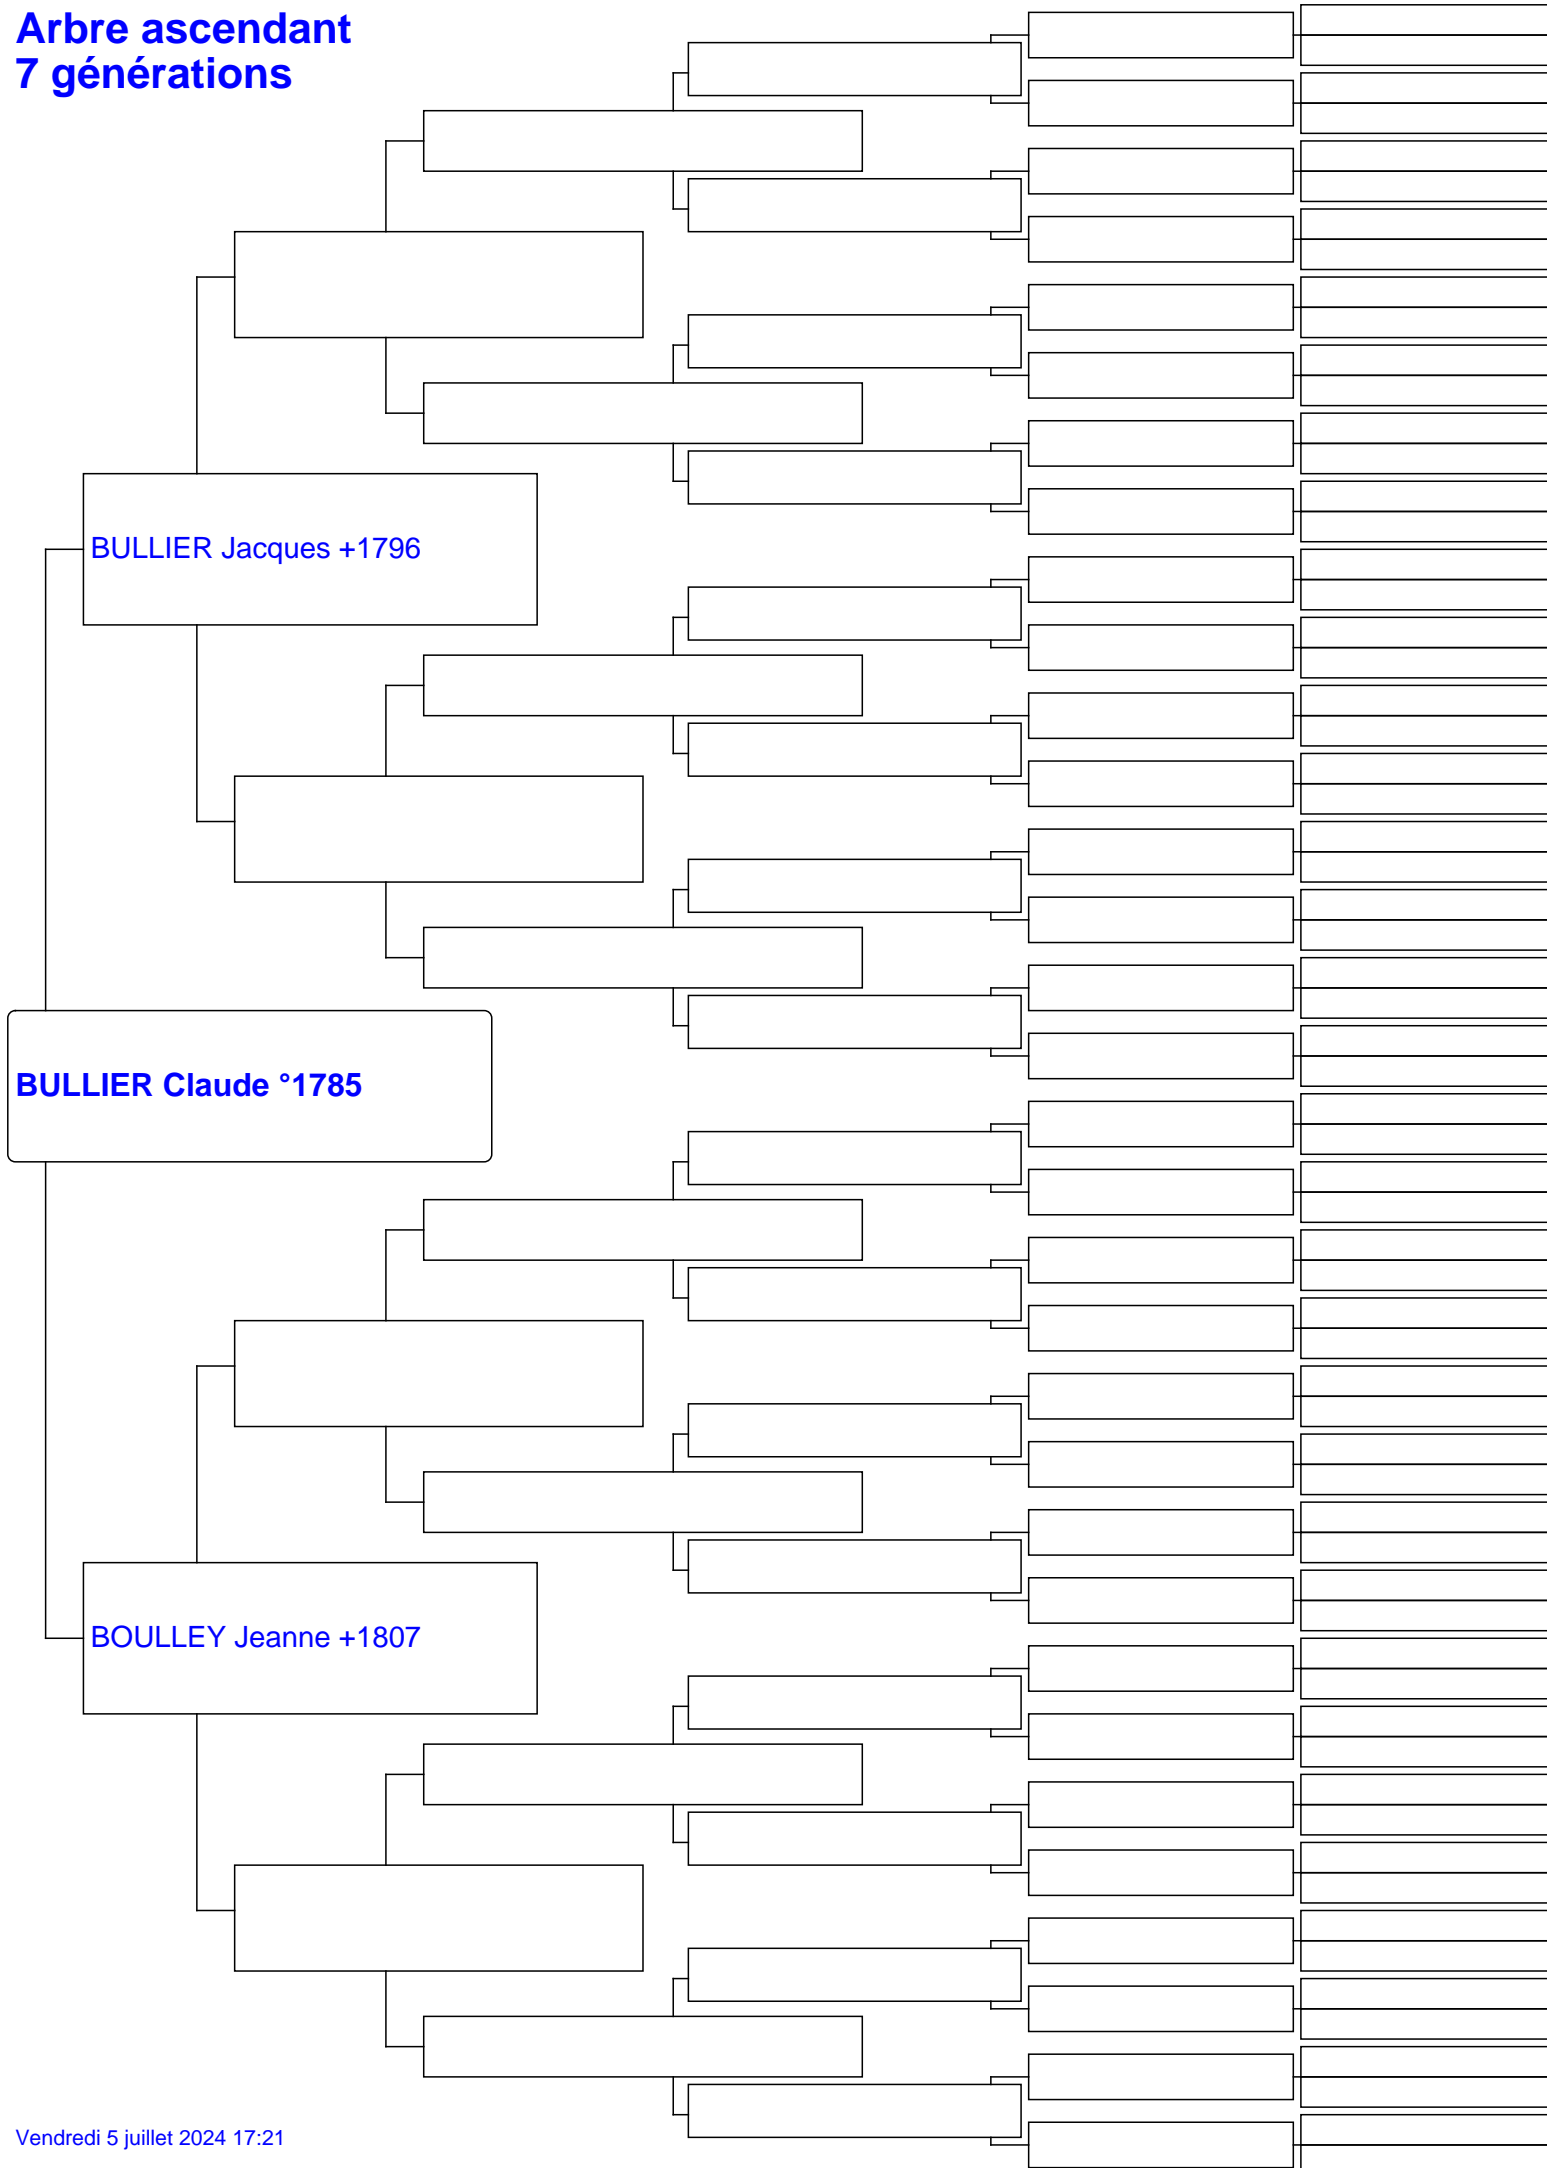 Arbre ascendant
7 générations
BULLIER Jacques +1796
BULLIER Claude °1785
BOULLEY Jeanne +1807
Vendredi 5 juillet 2024 17:21